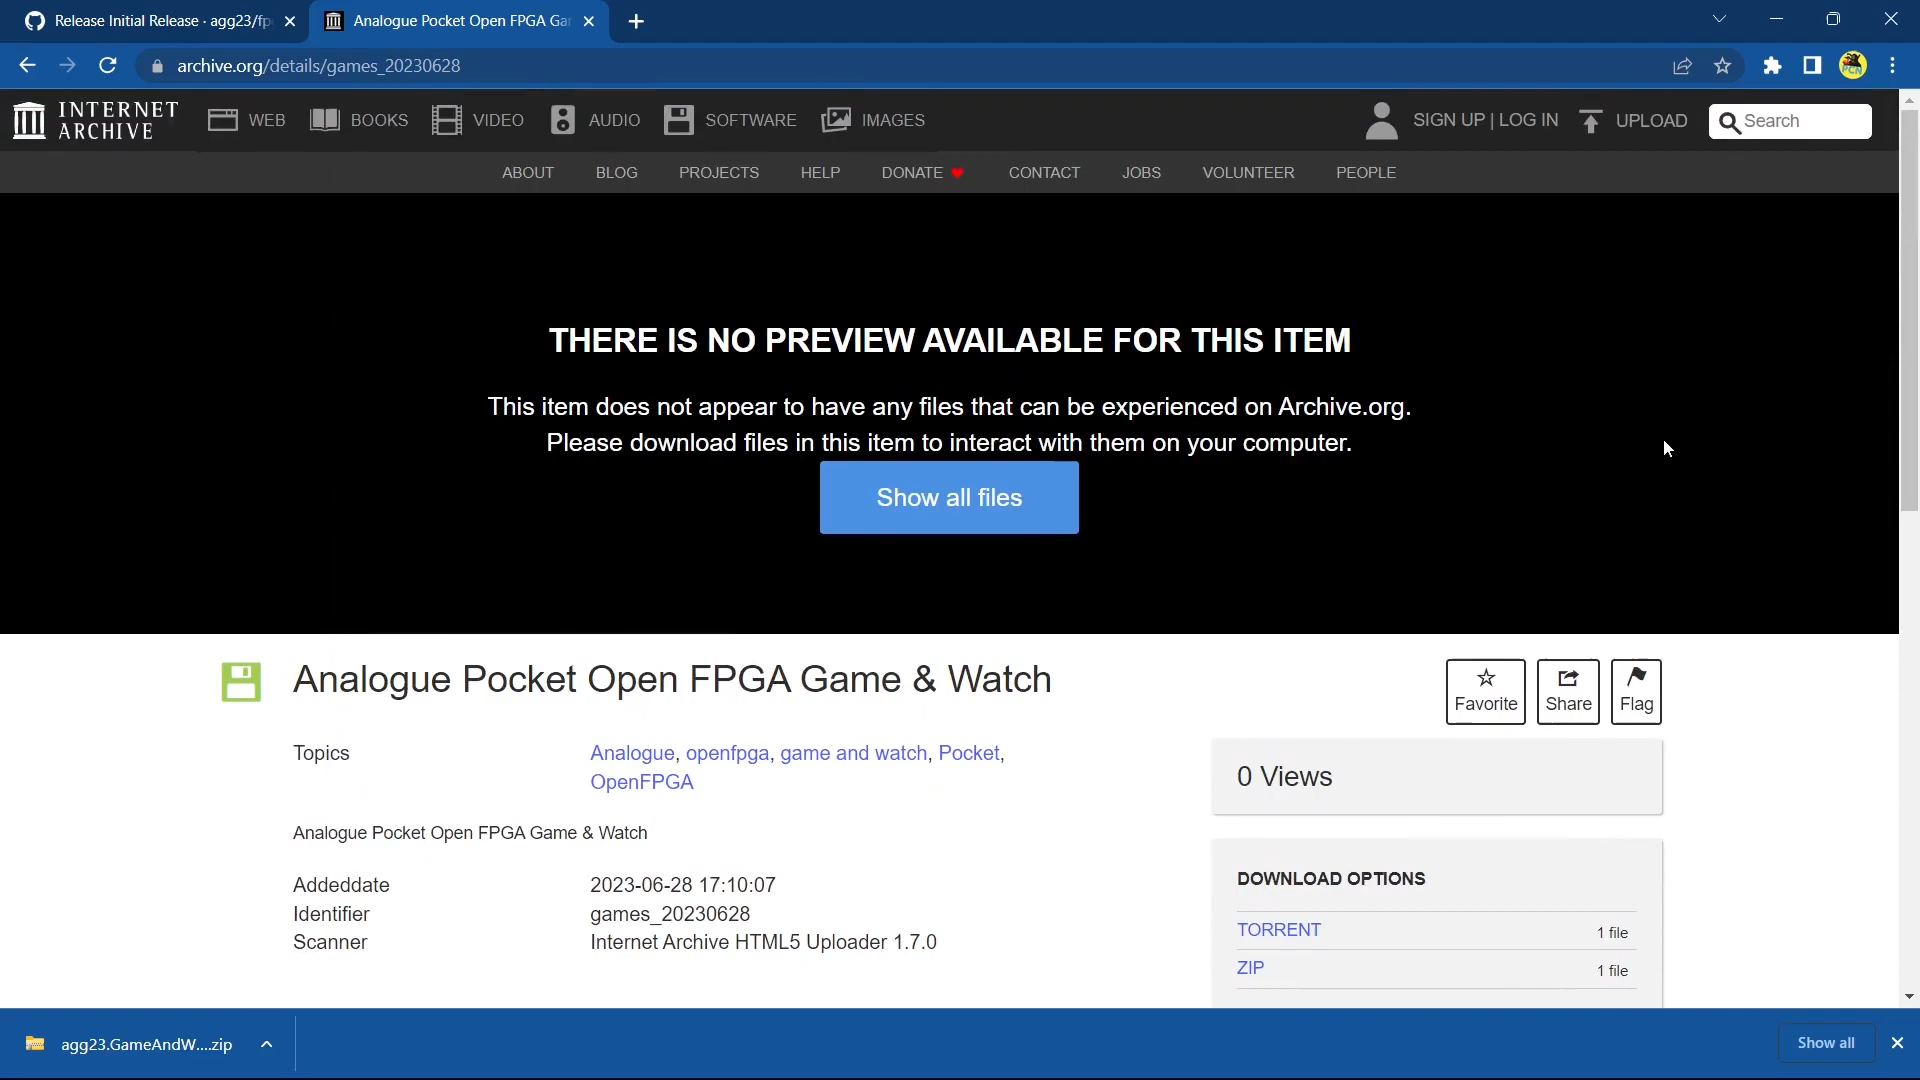 Release Initial Release · agg23/fp
Analogue Pocket Open FPGA Ga
archive.org/details/games_20230628
PCN
INTERNET
ARCHIVE
WEB
BOOKS
VIDEO
AUDIO
SOFTWARE
IMAGES
SIGN UP | LOG IN
UPLOAD
Search
ABOUT
BLOG
PROJECTS
HELP
DONATE
CONTACT
JOBS
VOLUNTEER
PEOPLE
THERE IS NO PREVIEW AVAILABLE FOR THIS ITEM
This item does not appear to have any files that can be experienced on Archive.org.
Please download files in this item to interact with them on your computer.
Show all files
Analogue Pocket Open FPGA Game & Watch
Favorite
Share
Flag
Topics
Analogue, openfpga, game and watch, Pocket,
OpenFPGA
0 Views
Analogue Pocket Open FPGA Game & Watch
Addeddate 2023-06-28 17:10:07
Identifier games_20230628
Scanner Internet Archive HTML5 Uploader 1.7.0
DOWNLOAD OPTIONS
TORRENT 1 file
ZIP 1 file
agg23.GameAndW....zip
Show all